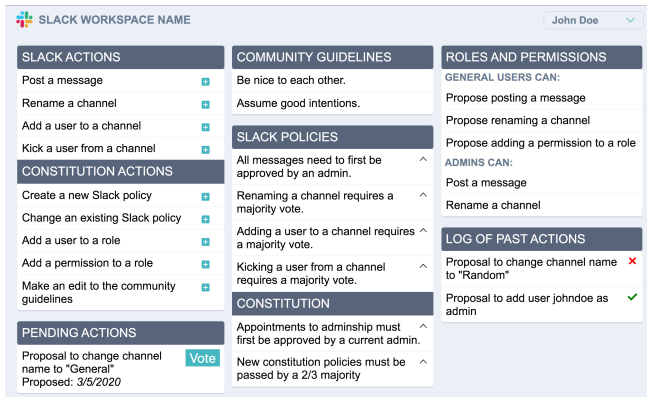 SLACK WORKSPACE NAME
John Doe
SLACK ACTIONS
Post a message
Rename a channel
Add a user to a channel
Kick a user from a channel
CONSTITUTION ACTIONS
Create a new Slack policy
Change an existing Slack policy
Add a user to a role
Add a permission to a role
Make an edit to the community
guidelines
PENDING ACTIONS
Proposal to change channel
name to "General"
Proposed: 3/5/2020
Vote
COMMUNITY GUIDELINES
Be nice to each other.
Assume good intentions.
SLACK POLICIES
All messages need to first be
approved by an admin.
Renaming a channel requires a
majority vote.
Adding a user to a channel requires
a majority vote.
Kicking a user from a channel
requires a majority vote.
CONSTITUTION
Appointments to adminship must
first be approved by a current admin.
New constitution policies must be
passed by a 2/3 majority
ROLES AND PERMISSIONS
GENERAL USERS CAN:
Propose posting a message
Propose renaming a channel
Propose adding a permission to a role
ADMINS CAN:
Post a message
Rename a channel
LOG OF PAST ACTIONS
Proposal to change channel name
to "Random"
Proposal to add user johndoe as
admin